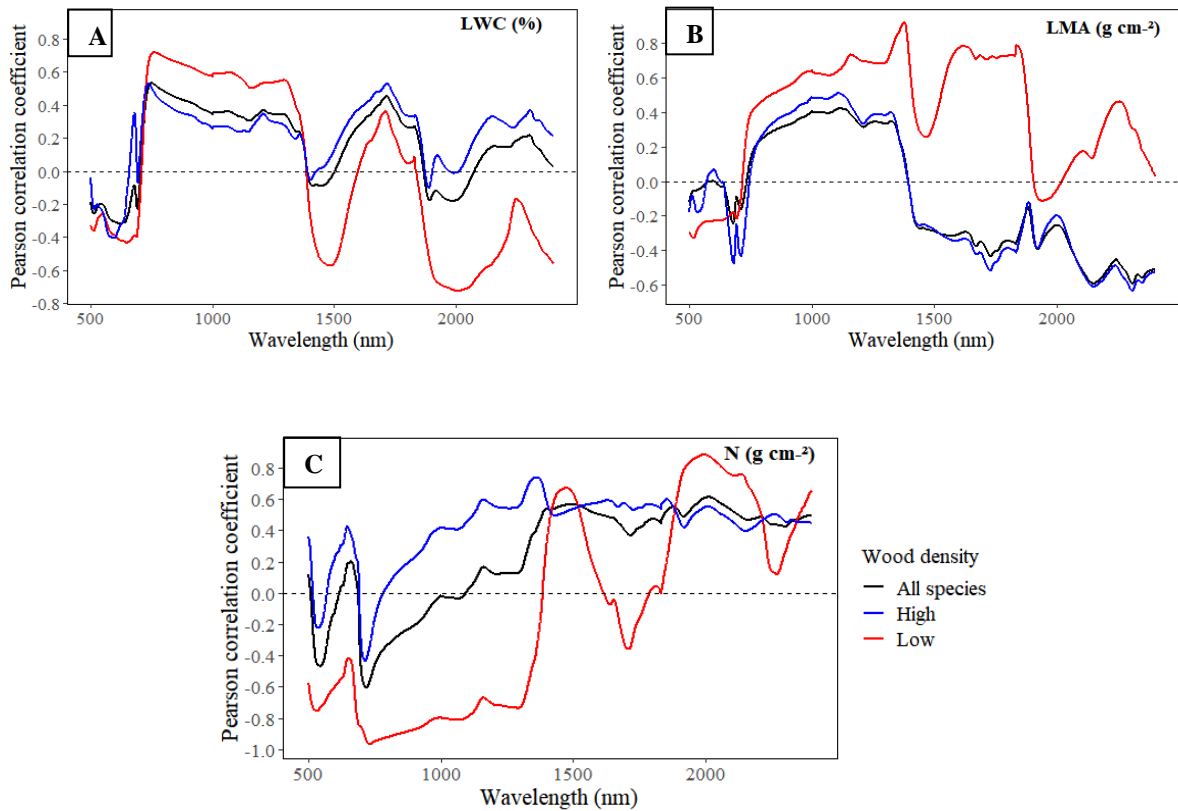 A
LWC (%)
Pearson correlation coefficient
0.8
0.6
0.4
0.2
0.0
-0.2
-0.4
-0.6
-0.8
500
1000
1500
2000
Wavelength (nm)
B
LMA (g cm-²)
Pearson correlation coefficient
0.8
0.6
0.4
0.2
0.0
-0.2
-0.4
-0.6
500
1000
1500
2000
Wavelength (nm)
C
N (g cm-²)
Pearson correlation coefficient
0.8
0.6
0.4
0.2
0.0
-0.2
-0.4
-0.6
-0.8
-1.0
500
1000
1500
2000
Wavelength (nm)
Wood density
All species
High
Low